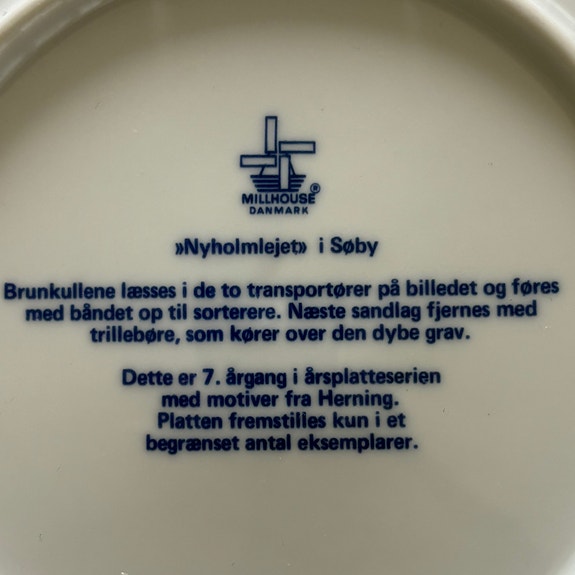 MILLHOUSE®
DANMARK
»Nyholmlejet» i Søby
Brunkullene læsses i de to transportører på billedet og føres
med båndet op til sorterere. Næste sandlag fjernes med
trillebøre, som kører over den dybe grav.
Dette er 7. årgang i årsplatteserien
med motiver fra Herning.
Platten fremstilles kun i et
begrænset antal eksemplarer.